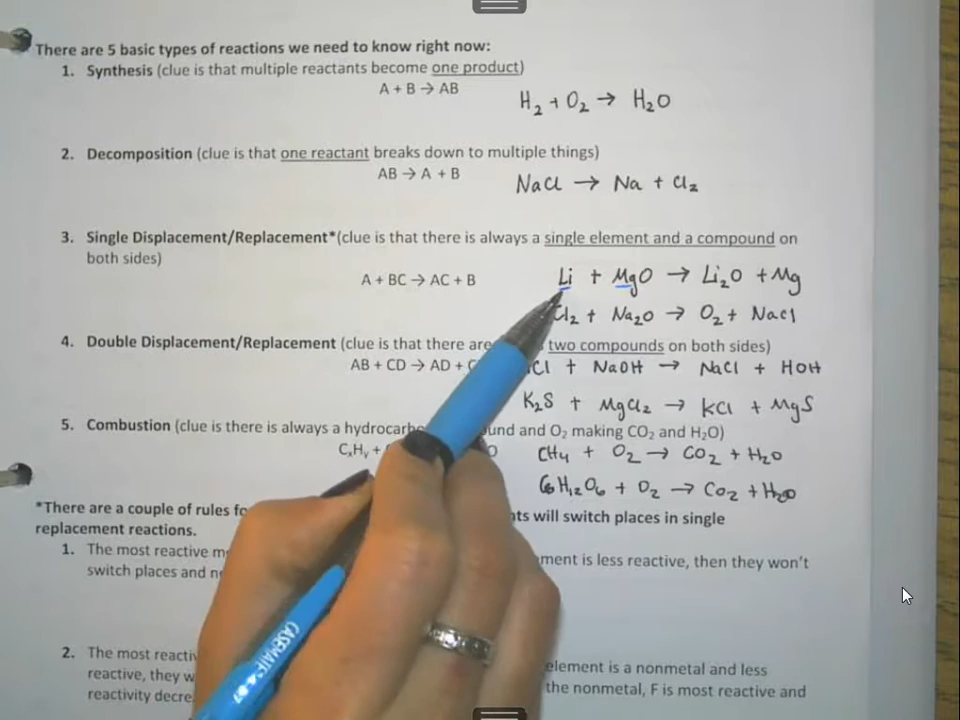 There are 5 basic types of reactions we need to know right now:
1. Synthesis (clue is that multiple reactants become one product)
A + B → AB
H₂ + O₂ → H₂O
2. Decomposition (clue is that one reactant breaks down to multiple things)
AB → A + B
NaCl → Na + Cl₂
3. Single Displacement/Replacement*(clue is that there is always a single element and a compound on
both sides)
A + BC → AC + B
Li + MgO → Li₂O + Mg
Cl₂ + Na₂O → O₂ + NaCl
4. Double Displacement/Replacement (clue is that there are two compounds on both sides)
AB + CD → AD +
Cl + NaOH → NaCl + HOH
K₂S + MgCl₂ → KCl + MgS
5. Combustion (clue is there is always a and O₂ making CO₂ and H₂O)
CₓHᵧ +
CH₄ + O₂ → CO₂ + H₂O
C₆H₁₂O₆ + O₂ → CO₂ + H₂O
*There are a couple of rules will switch places in single
replacement reactions.
1. The most reactive is less reactive, then they won't
switch places and
2. The most element is a nonmetal and less
reactive, they the nonmetal, F is most reactive and
reactivity
CASEMATE